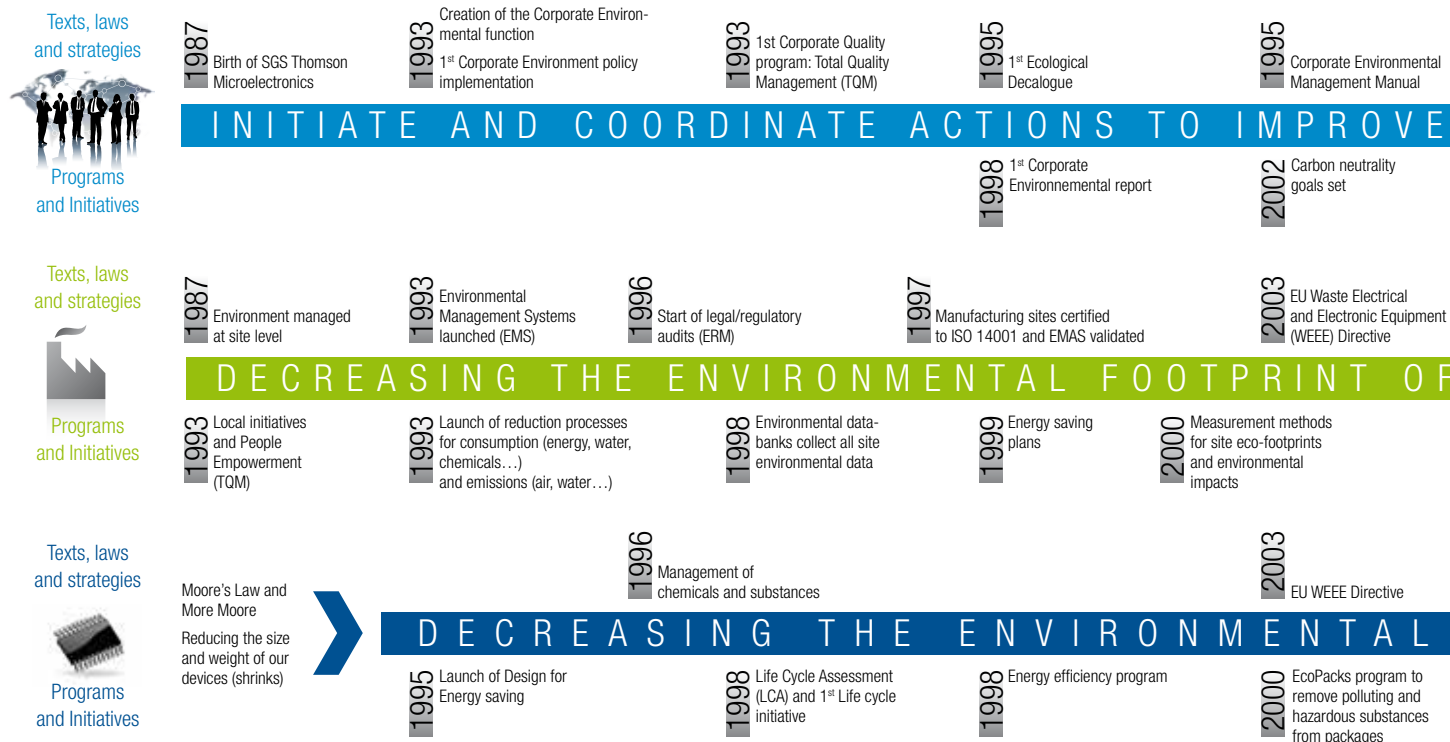 Texts, laws
and strategies
Programs
and Initiatives
1987
Birth of SGS Thomson
Microelectronics
1993
Creation of the Corporate Environ-
mental function
1st Corporate Environment policy
implementation
1993
1st Corporate Quality
program: Total Quality
Management (TQM)
1995
1st Ecological
Decalogue
1995
Corporate Environmental
Management Manual
INITIATE AND COORDINATE ACTIONS TO IMPROVE
1998
1st Corporate
Environnemental report
2002
Carbon neutrality
goals set
Texts, laws
and strategies
Programs
and Initiatives
1987
Environment managed
at site level
1993
Environmental
Management Systems
launched (EMS)
1996
Start of legal/regulatory
audits (ERM)
1997
Manufacturing sites certified
to ISO 14001 and EMAS validated
2003
EU Waste Electrical
and Electronic Equipment
(WEEE) Directive
DECREASING THE ENVIRONMENTAL FOOTPRINT OF
1993
Local initiatives
and People
Empowerment
(TQM)
1993
Launch of reduction processes
for consumption (energy, water,
chemicals…)
and emissions (air, water…)
1998
Environmental data-
banks collect all site
environmental data
1999
Energy saving
plans
2000
Measurement methods
for site eco-footprints
and environmental
impacts
Texts, laws
and strategies
Programs
and Initiatives
Moore's Law and
More Moore
Reducing the size
and weight of our
devices (shrinks)
1996
Management of
chemicals and substances
2003
EU WEEE Directive
DECREASING THE ENVIRONMENTAL
1995
Launch of Design for
Energy saving
1998
Life Cycle Assessment
(LCA) and 1st Life cycle
initiative
1998
Energy efficiency program
2000
EcoPacks program to
remove polluting and
hazardous substances
from packages